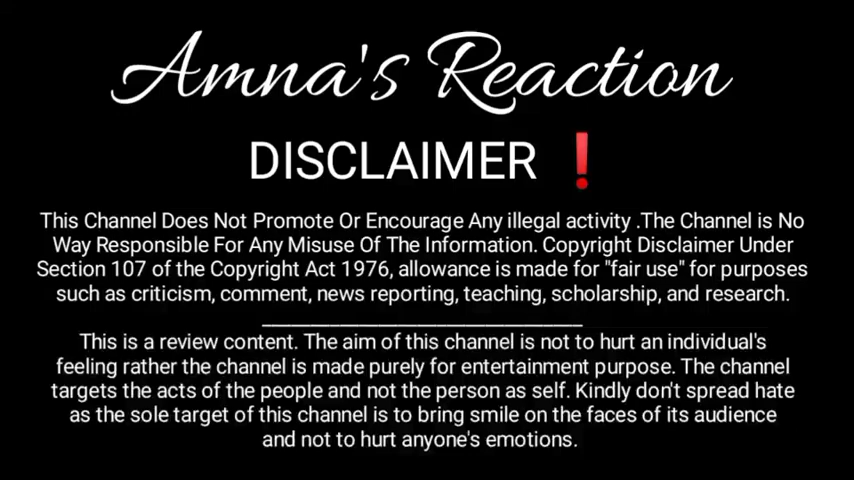 Amna's Reaction
DISCLAIMER ❗
This Channel Does Not Promote Or Encourage Any illegal activity .The Channel is No
Way Responsible For Any Misuse Of The Information. Copyright Disclaimer Under
Section 107 of the Copyright Act 1976, allowance is made for "fair use" for purposes
such as criticism, comment, news reporting, teaching, scholarship, and research.
This is a review content. The aim of this channel is not to hurt an individual's
feeling rather the channel is made purely for entertainment purpose. The channel
targets the acts of the people and not the person as self. Kindly don't spread hate
as the sole target of this channel is to bring smile on the faces of its audience
and not to hurt anyone's emotions.